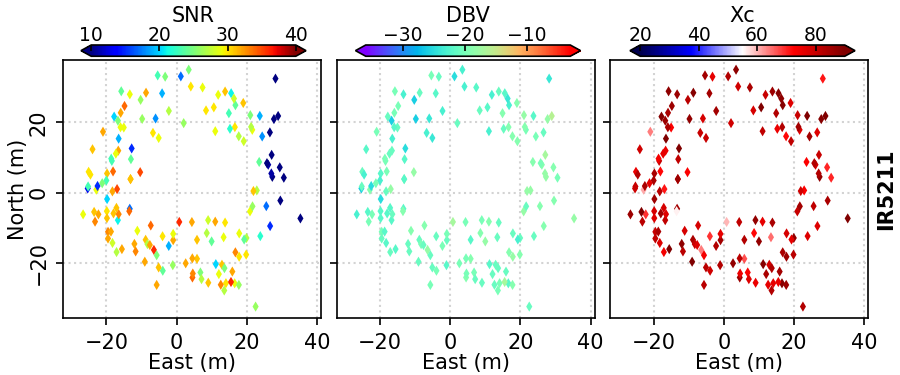 SNR DBV Xc
10 20 30 40 −30 −20 −10 20 40 60 80
20
0
−20
North (m)
−20 0 20 40 −20 0 20 40 −20 0 20 40
East (m) East (m) East (m)
IR5211